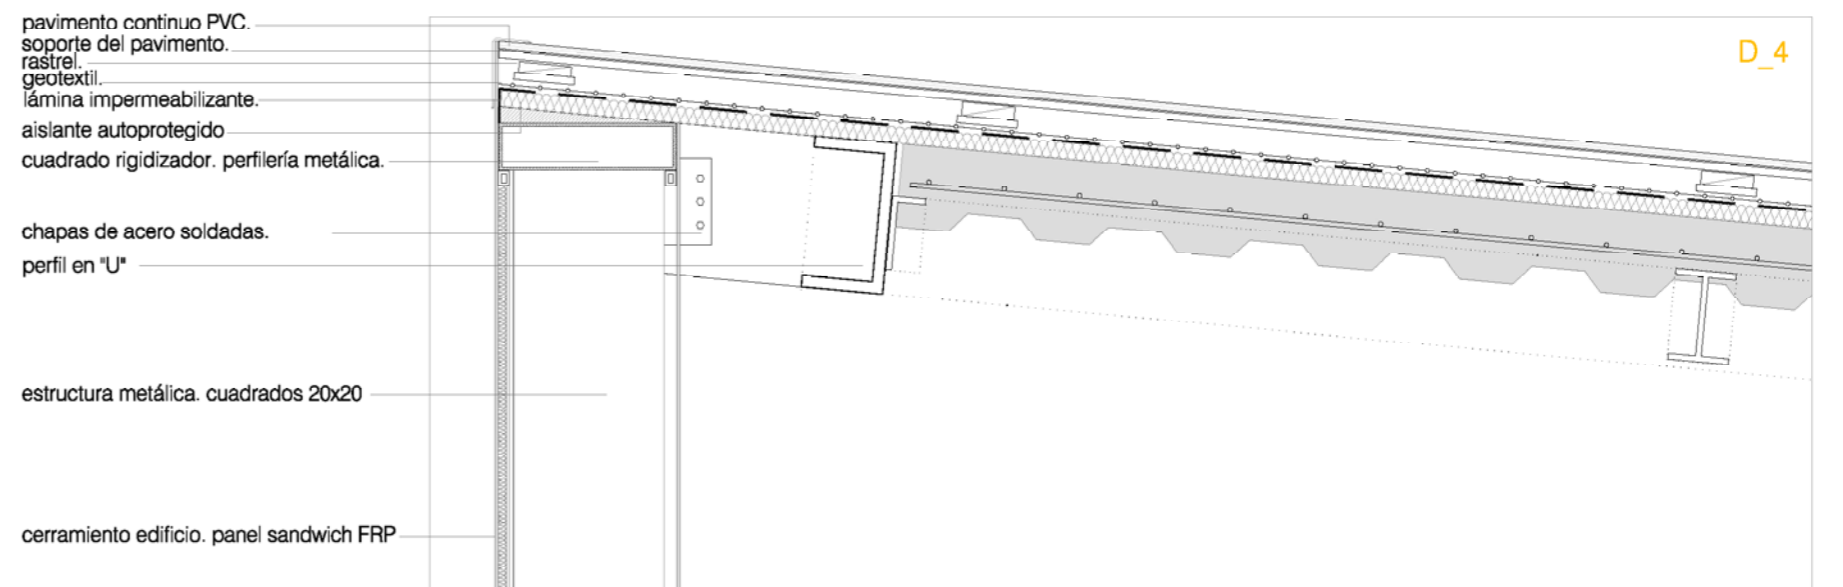 pavimento continuo PVC.
soporte del pavimento.
rastrel.
geotextil.
lámina impermeabilizante.
aislante autoprotegido
cuadrado rigidizador. perfilería metálica.
chapas de acero soldadas.
perfil en "U"
estructura metálica. cuadrados 20x20
cerramiento edificio. panel sandwich FRP
D_4